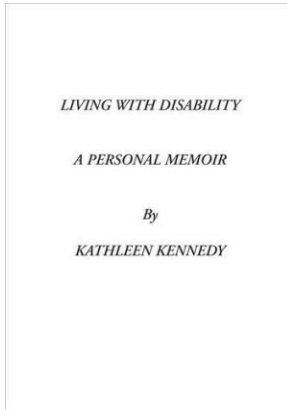 LIVING WITH DISABILITY
A PERSONAL MEMOIR
By
KATHLEEN KENNEDY